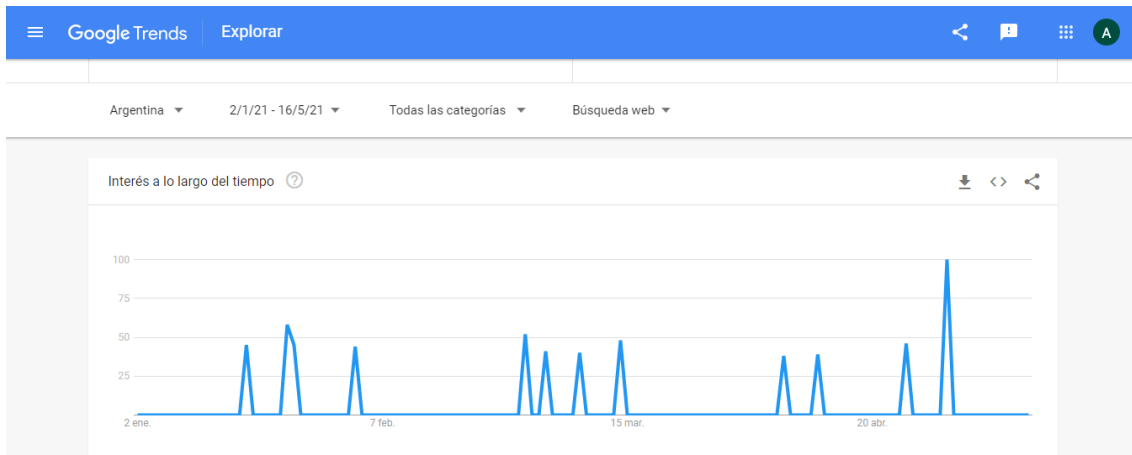 Google Trends Explorar A
Argentina 2/1/21 - 16/5/21 Todas las categorías Búsqueda web
Interés a lo largo del tiempo ?
100
75
50
25
2 ene. 7 feb. 15 mar. 20 abr.